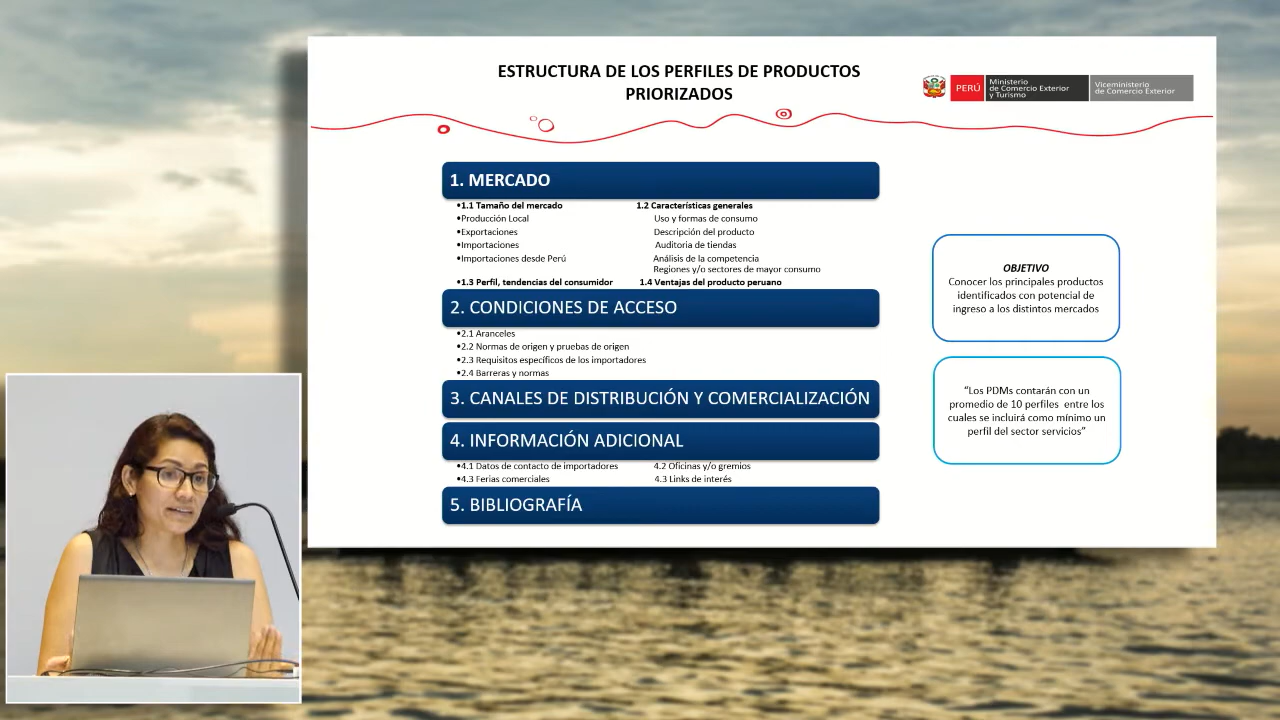 ESTRUCTURA DE LOS PERFILES DE PRODUCTOS
PRIORIZADOS
PERÚ
Ministerio
de Comercio Exterior
y Turismo
Viceministerio
de Comercio Exterior
1. MERCADO
•1.1 Tamaño del mercado 1.2 Características generales
•Producción Local Uso y formas de consumo
•Exportaciones Descripción del producto
•Importaciones Auditoria de tiendas
•Importaciones desde Perú Análisis de la competencia
Regiones y/o sectores de mayor consumo
•1.3 Perfil, tendencias del consumidor 1.4 Ventajas del producto peruano
2. CONDICIONES DE ACCESO
•2.1 Aranceles
•2.2 Normas de origen y pruebas de origen
•2.3 Requisitos específicos de los importadores
•2.4 Barreras y normas
3. CANALES DE DISTRIBUCIÓN Y COMERCIALIZACIÓN
4. INFORMACIÓN ADICIONAL
•4.1 Datos de contacto de importadores 4.2 Oficinas y/o gremios
•4.3 Ferias comerciales 4.3 Links de interés
5. BIBLIOGRAFÍA
OBJETIVO
Conocer los principales productos
identificados con potencial de
ingreso a los distintos mercados
“Los PDMs contarán con un
promedio de 10 perfiles entre los
cuales se incluirá como mínimo un
perfil del sector servicios”